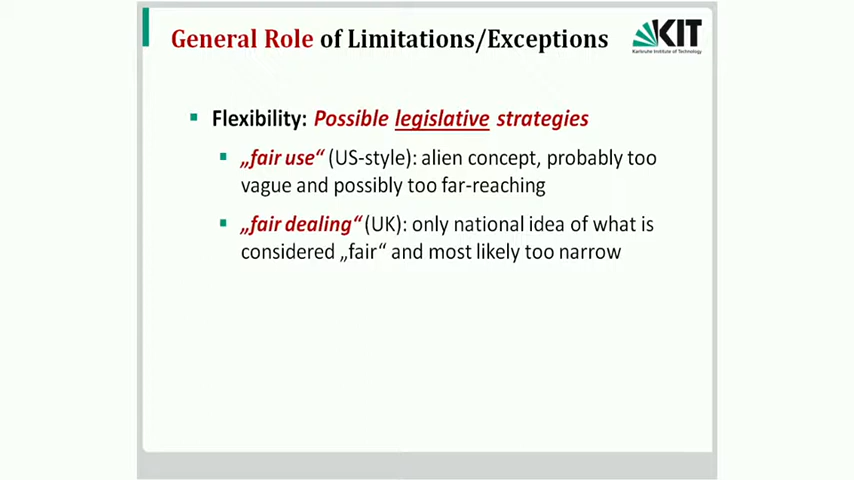 General Role of Limitations/Exceptions
KIT
Karlsruhe Institute of Technology
Flexibility: Possible legislative strategies
„fair use“ (US-style): alien concept, probably too
vague and possibly too far-reaching
„fair dealing“ (UK): only national idea of what is
considered „fair“ and most likely too narrow